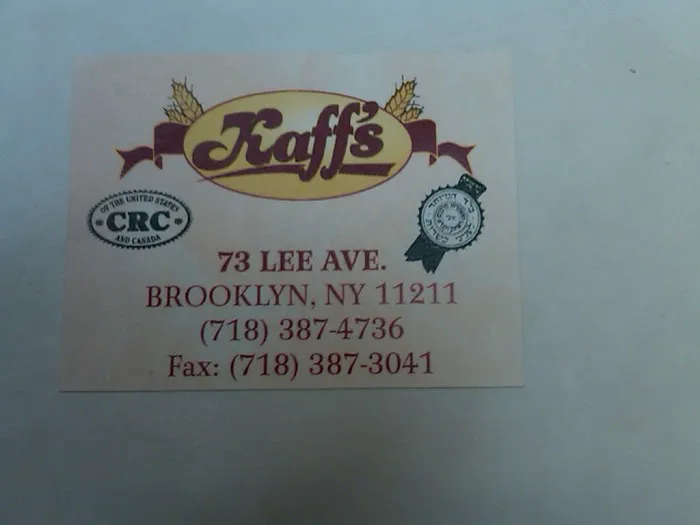 Kaff's
OF THE UNITED STATES
CRC
AND CANADA
73 LEE AVE.
BROOKLYN, NY 11211
(718) 387-4736
Fax: (718) 387-3041